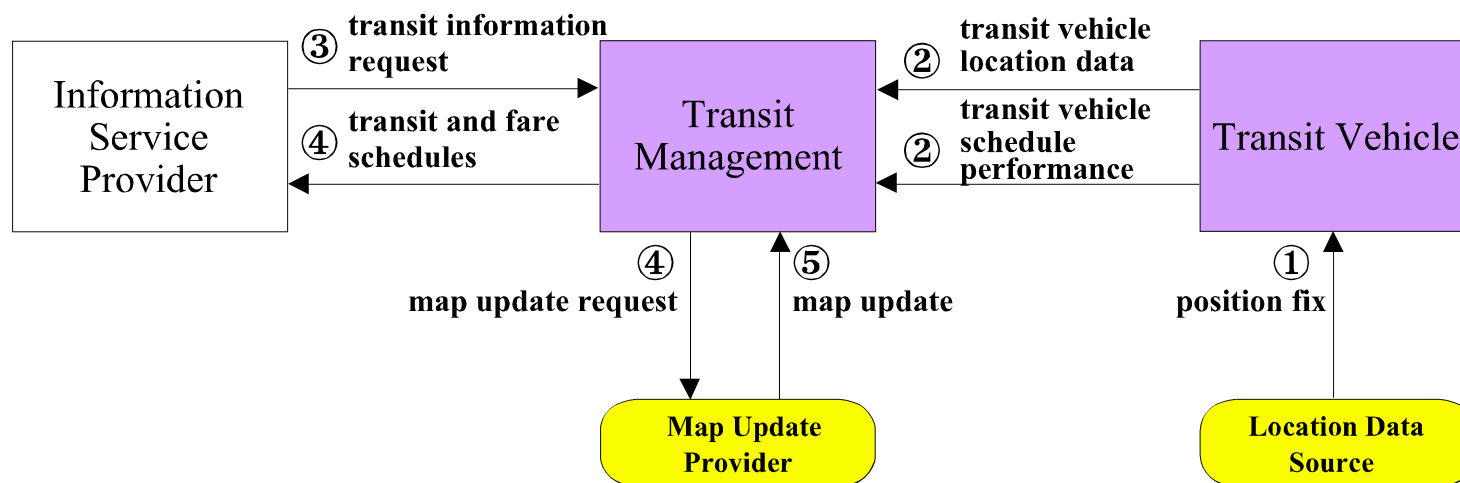 Information
Service
Provider
③ transit information
request
④ transit and fare
schedules
Transit
Management
② transit vehicle
location data
② transit vehicle
schedule
performance
Transit Vehicle
④
map update request
⑤
map update
①
position fix
Map Update
Provider
Location Data
Source